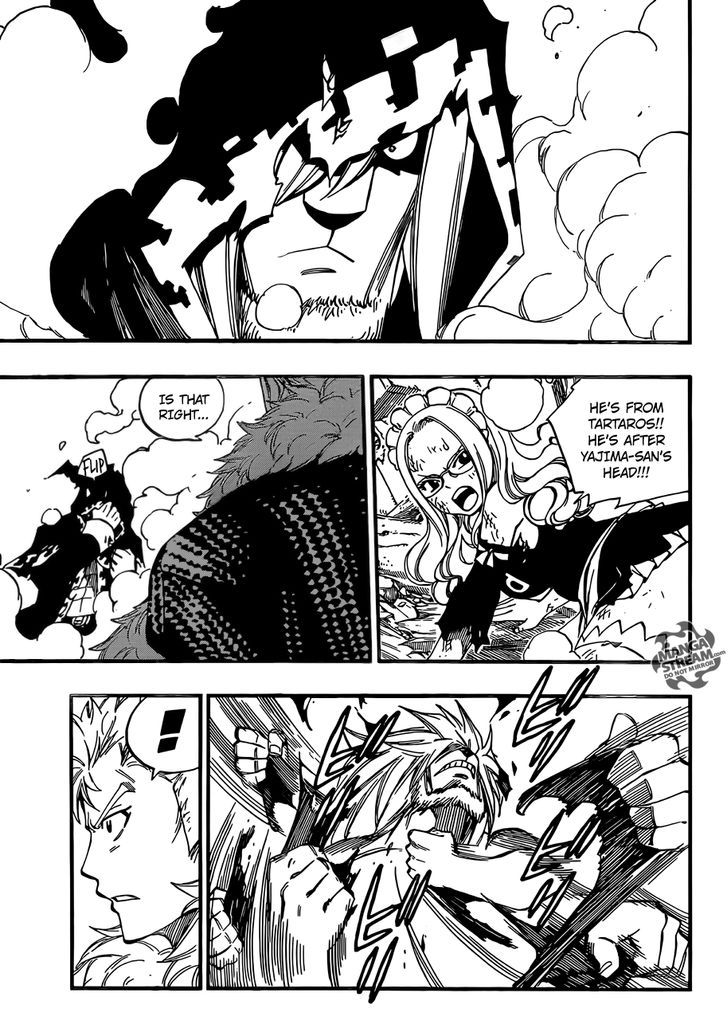 HE'S FROM
TARTAROS!!
HE'S AFTER
YAJIMA-SAN'S
HEAD!!!
IS THAT
RIGHT...
FLIP
!
MANGA
STREAM.com
DO NOT MIRROR